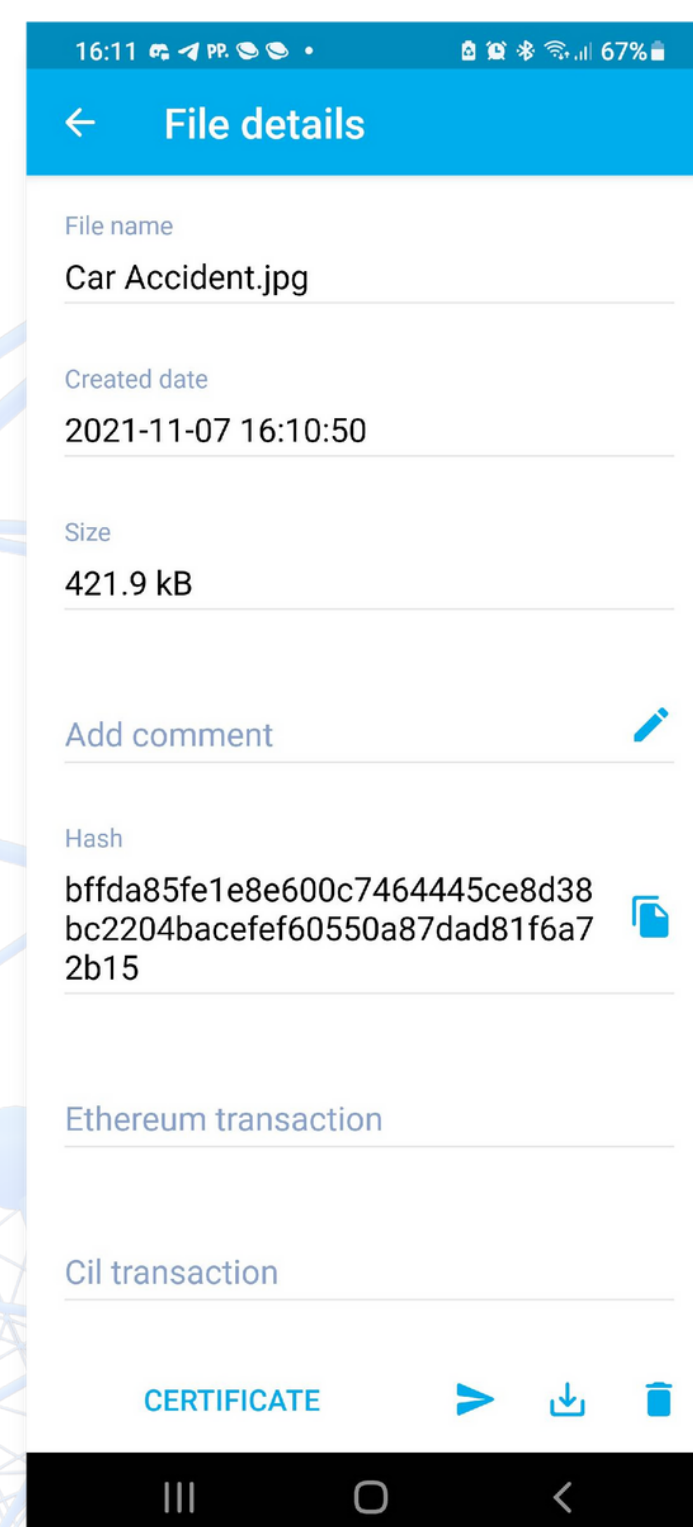 16:11 PP. 67%
File details
File name
Car Accident.jpg
Created date
2021-11-07 16:10:50
Size
421.9 kB
Add comment
Hash
bffda85fe1e8e600c7464445ce8d38
bc2204bacefef60550a87dad81f6a7
2b15
Ethereum transaction
Cil transaction
CERTIFICATE